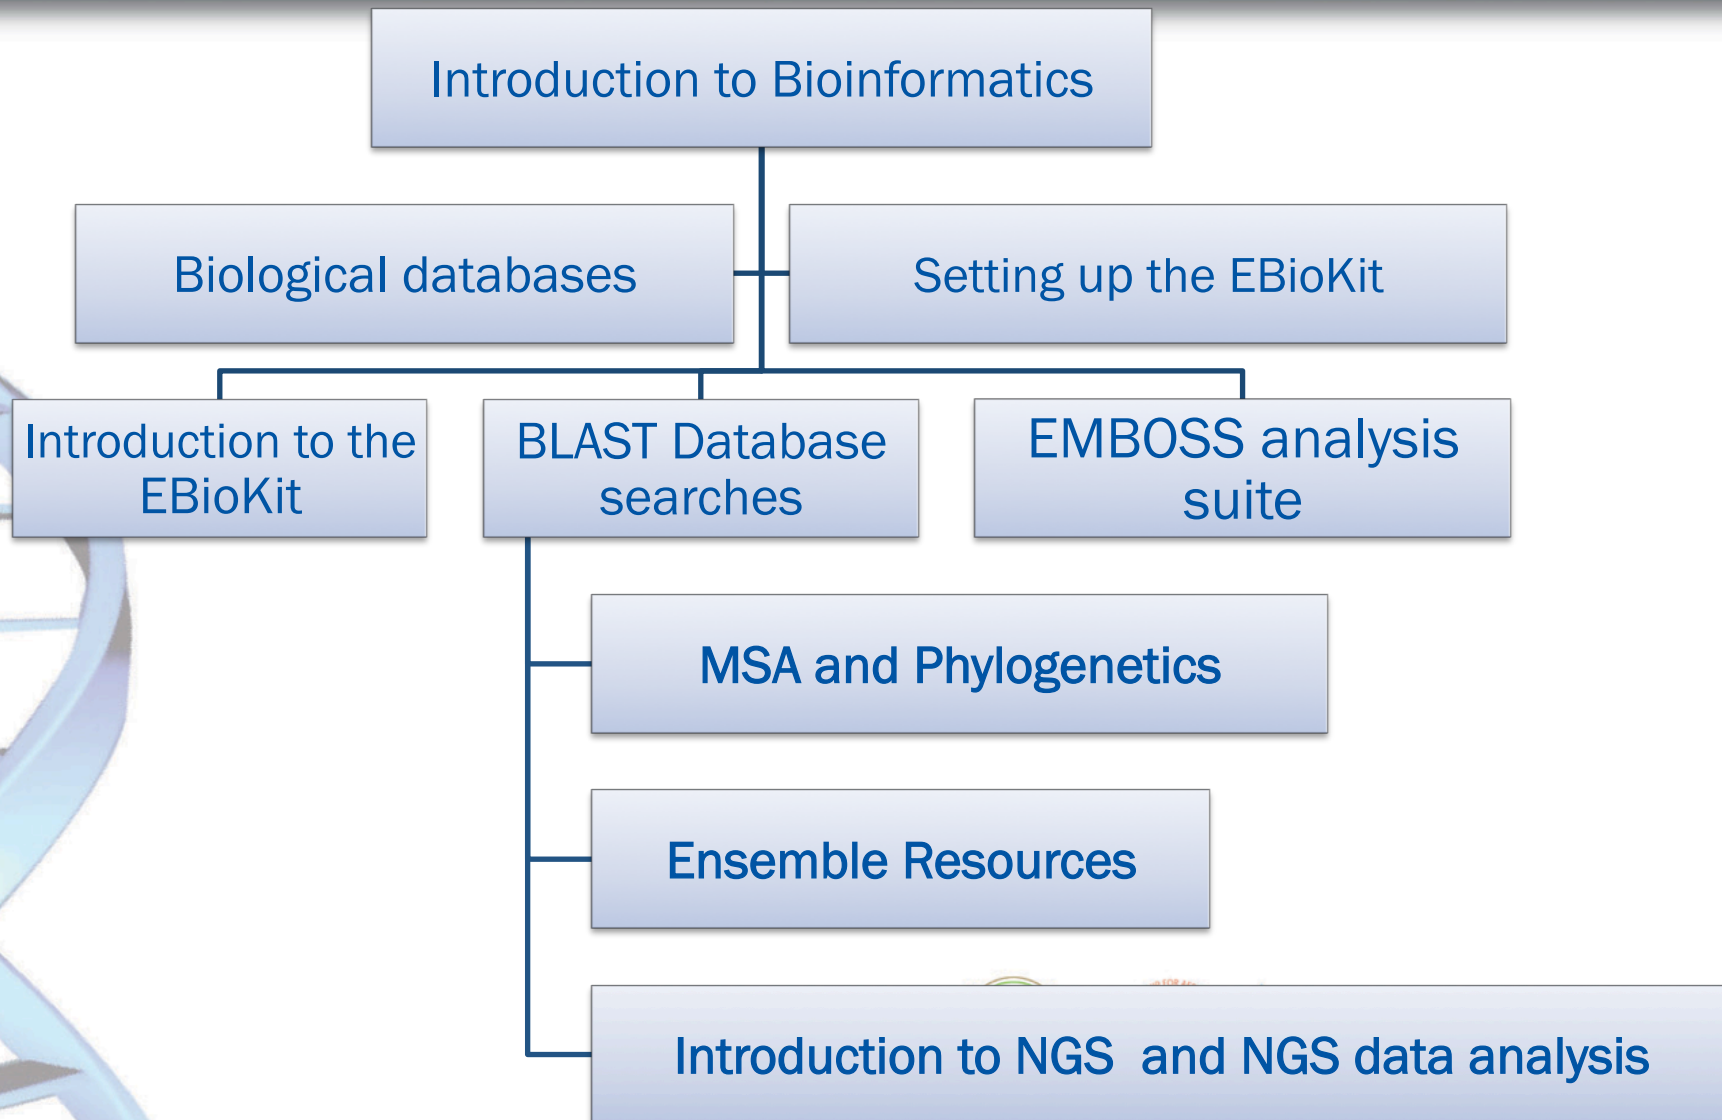 Introduction to Bioinformatics
Biological databases
Setting up the EBioKit
Introduction to the
EBioKit
BLAST Database
searches
EMBOSS analysis
suite
MSA and Phylogenetics
Ensemble Resources
Introduction to NGS  and NGS data analysis